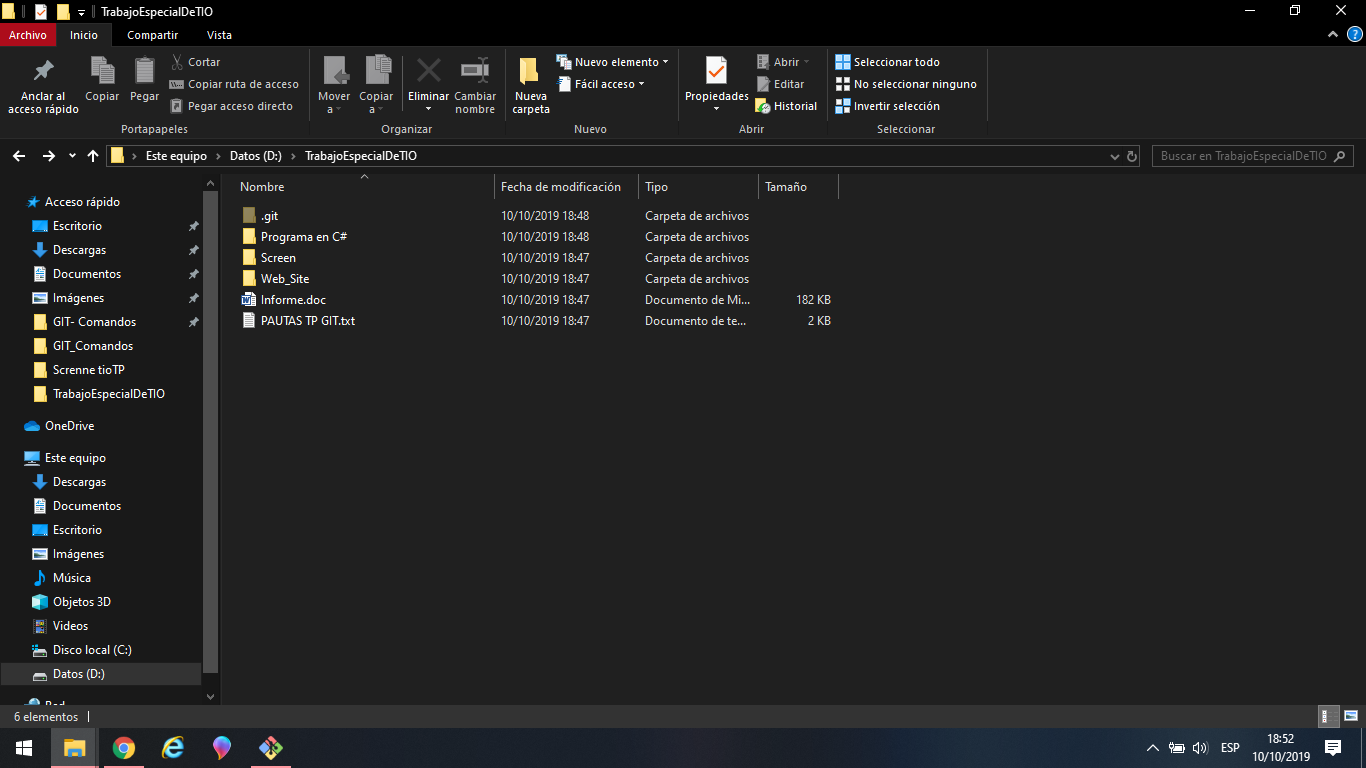 TrabajoEspecialDeTIO
Archivo Inicio Compartir Vista
Anclar al acceso rápido
Copiar
Pegar
Cortar
Copiar ruta de acceso
Pegar acceso directo
Portapapeles
Mover a
Copiar a
Eliminar
Cambiar nombre
Organizar
Nueva carpeta
Nuevo elemento
Fácil acceso
Nuevo
Propiedades
Abrir
Editar
Historial
Abrir
Seleccionar todo
No seleccionar ninguno
Invertir selección
Seleccionar
Este equipo > Datos (D:) > TrabajoEspecialDeTIO
Buscar en TrabajoEspecialDeTIO
Acceso rápido
Escritorio
Descargas
Documentos
Imágenes
GIT- Comandos
GIT_Comandos
Screnne tioTP
TrabajoEspecialDeTIO
OneDrive
Este equipo
Descargas
Documentos
Escritorio
Imágenes
Música
Objetos 3D
Videos
Disco local (C:)
Datos (D:)
Red
Nombre Fecha de modificación Tipo Tamaño
.git 10/10/2019 18:48 Carpeta de archivos
Programa en C# 10/10/2019 18:48 Carpeta de archivos
Screen 10/10/2019 18:47 Carpeta de archivos
Web_Site 10/10/2019 18:47 Carpeta de archivos
Informe.doc 10/10/2019 18:47 Documento de Mi... 182 KB
PAUTAS TP GIT.txt 10/10/2019 18:47 Documento de te... 2 KB
6 elementos
ESP
18:52
10/10/2019